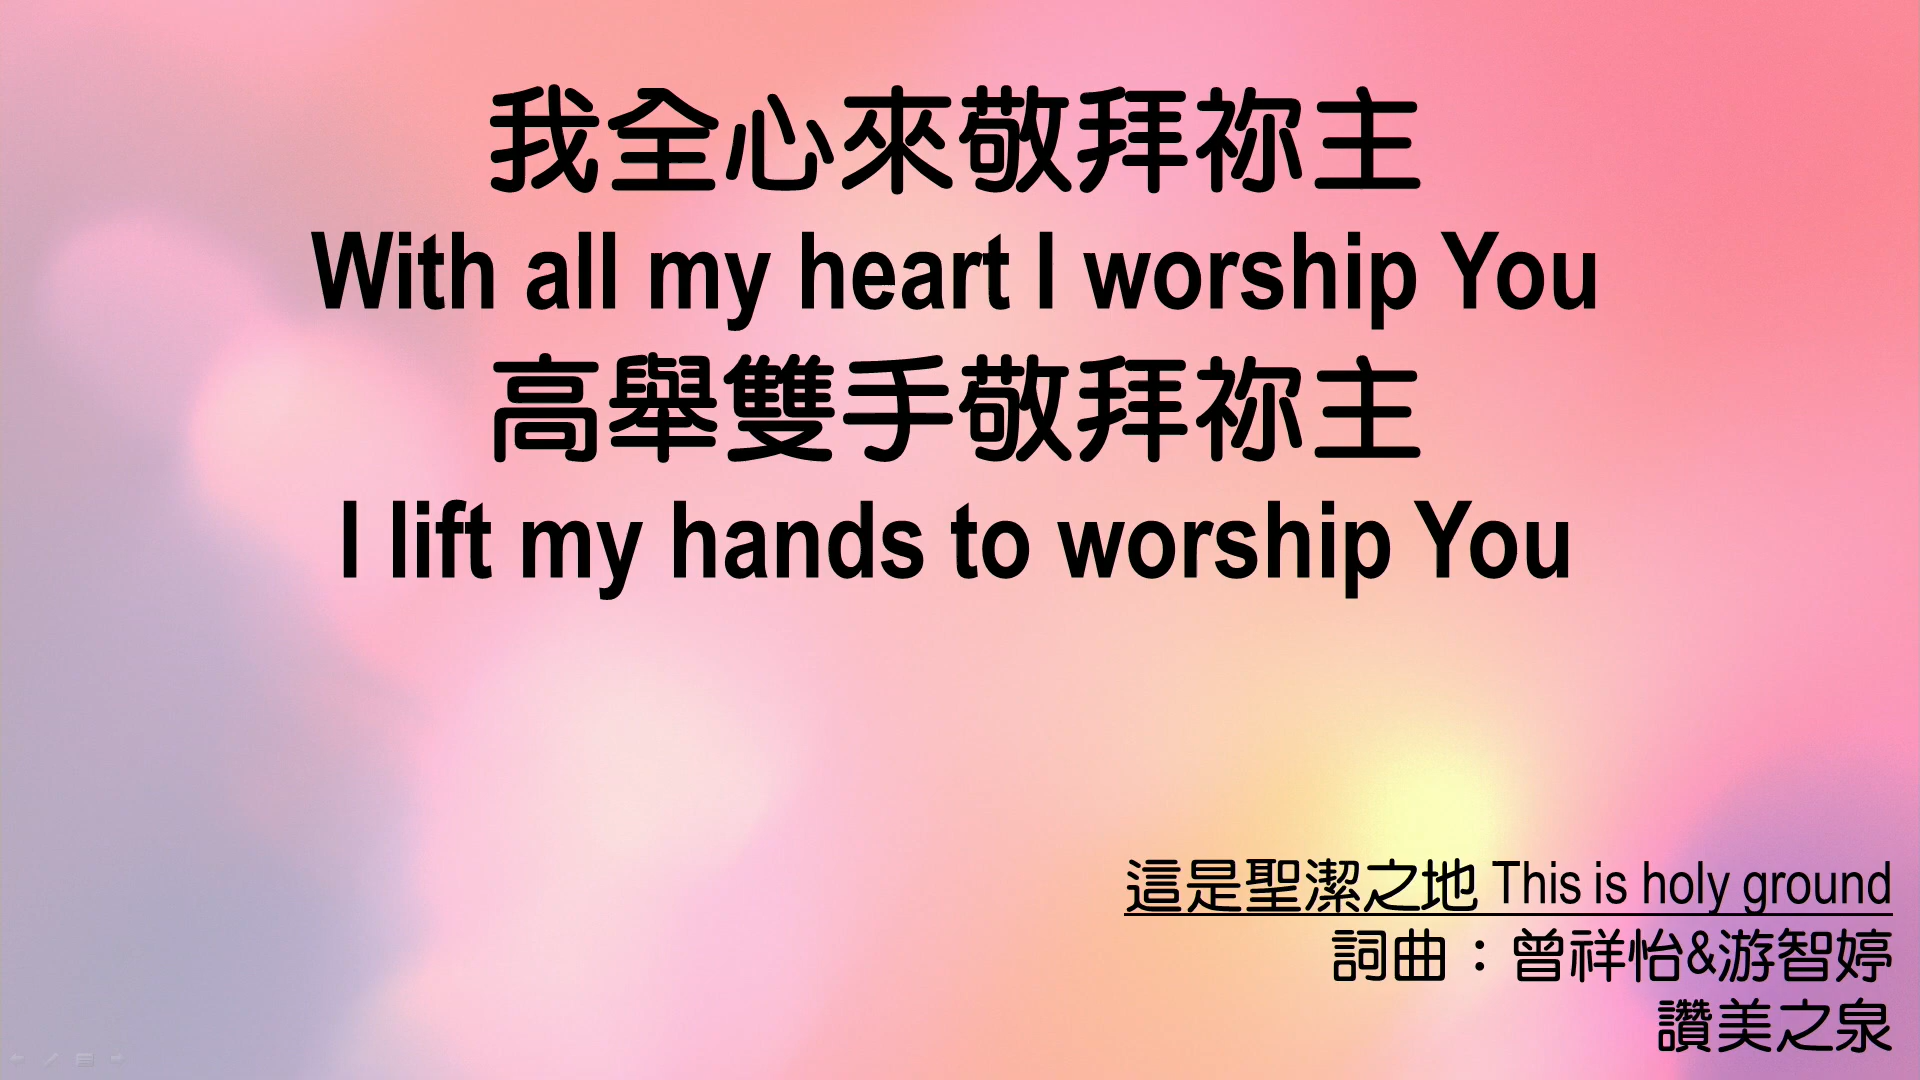 我全心來敬拜祢主
With all my heart I worship You
高舉雙手敬拜祢主
I lift my hands to worship You
這是聖潔之地 This is holy ground
詞曲：曾祥怡&游智婷
讚美之泉